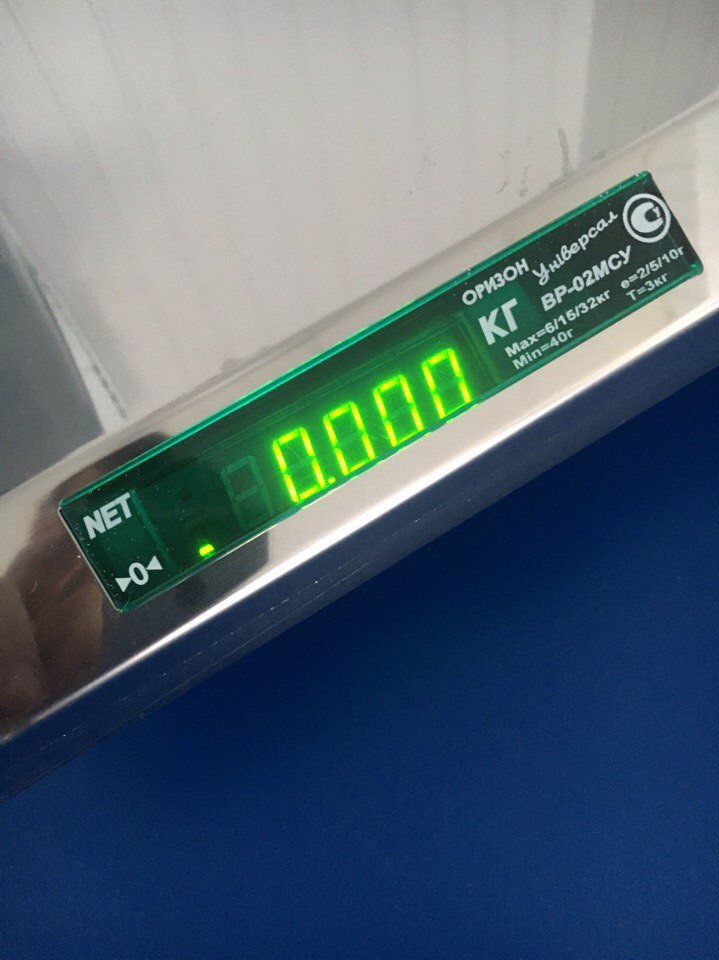 NET
▶0◀
0.000
КГ
ОРИЗОН
Універсал
ВР-02МСУ
Max=6/15/32кг e=2/5/10г
Min=40г T=3кг